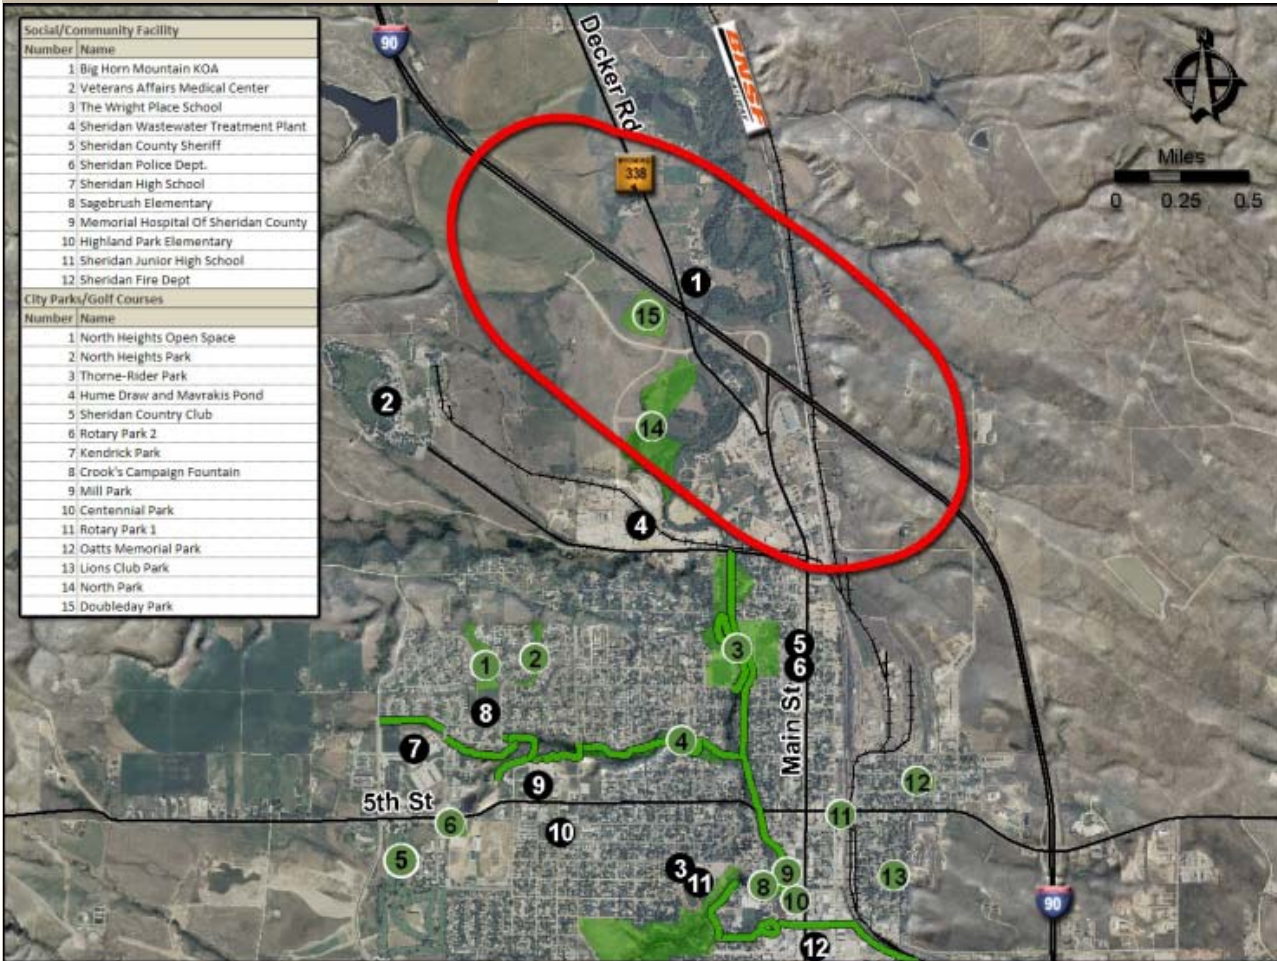 Social/Community Facility
Number Name
1 Big Horn Mountain KOA
2 Veterans Affairs Medical Center
3 The Wright Place School
4 Sheridan Wastewater Treatment Plant
5 Sheridan County Sheriff
6 Sheridan Police Dept.
7 Sheridan High School
8 Sagebrush Elementary
9 Memorial Hospital Of Sheridan County
10 Highland Park Elementary
11 Sheridan Junior High School
12 Sheridan Fire Dept
City Parks/Golf Courses
Number Name
1 North Heights Open Space
2 North Heights Park
3 Thorne-Rider Park
4 Hume Draw and Mavrakis Pond
5 Sheridan Country Club
6 Rotary Park 2
7 Kendrick Park
8 Crook's Campaign Fountain
9 Mill Park
10 Centennial Park
11 Rotary Park 1
12 Oatts Memorial Park
13 Lions Club Park
14 North Park
15 Doubleday Park
90
Decker Rd
BNSF
N
Miles
0 0.25 0.5
338
1
15
2
14
4
3
5
6
1
2
8
7
4
Main St
9
12
5th St
6
10
11
5
3
11
9
8
10
13
90
12